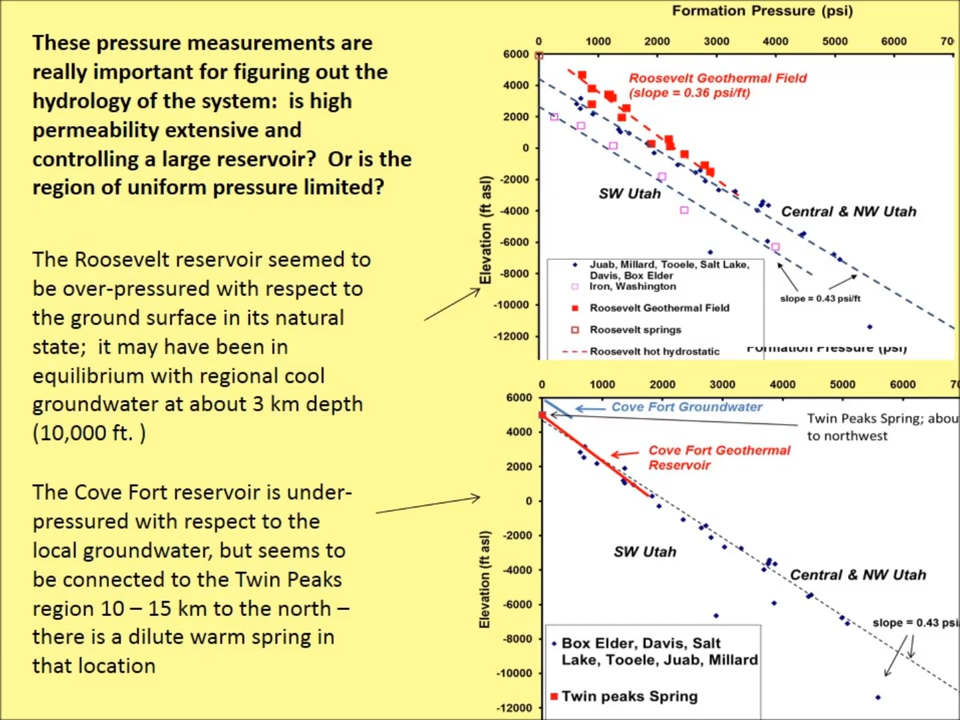 These pressure measurements are
really important for figuring out the
hydrology of the system:  is high
permeability extensive and
controlling a large reservoir?  Or is the
region of uniform pressure limited?
The Roosevelt reservoir seemed to
be over-pressured with respect to
the ground surface in its natural
state;  it may have been in
equilibrium with regional cool
groundwater at about 3 km depth
(10,000 ft. )
The Cove Fort reservoir is under-
pressured with respect to the
local groundwater, but seems to
be connected to the Twin Peaks
region 10 – 15 km to the north –
there is a dilute warm spring in
that location
Formation Pressure (psi)
0 1000 2000 3000 4000 5000 6000 70
6000
4000
2000
0
-2000
-4000
-6000
-8000
-10000
-12000
Elevation (ft asl)
Roosevelt Geothermal Field
(slope = 0.36 psi/ft)
SW Utah
Central & NW Utah
slope = 0.43 psi/ft
Juab, Millard, Tooele, Salt Lake,
Davis, Box Elder
Iron, Washington
Roosevelt Geothermal Field
Roosevelt springs
Roosevelt hot hydrostatic
Formation Pressure (psi)
0 1000 2000 3000 4000 5000 6000 70
6000
4000
2000
0
-2000
-4000
-6000
-8000
-10000
-12000
Elevation (ft asl)
Cove Fort Groundwater
Twin Peaks Spring; abou
to northwest
Cove Fort Geothermal
Reservoir
SW Utah
Central & NW Utah
slope = 0.43 psi
Box Elder, Davis, Salt
Lake, Tooele, Juab, Millard
Twin peaks Spring